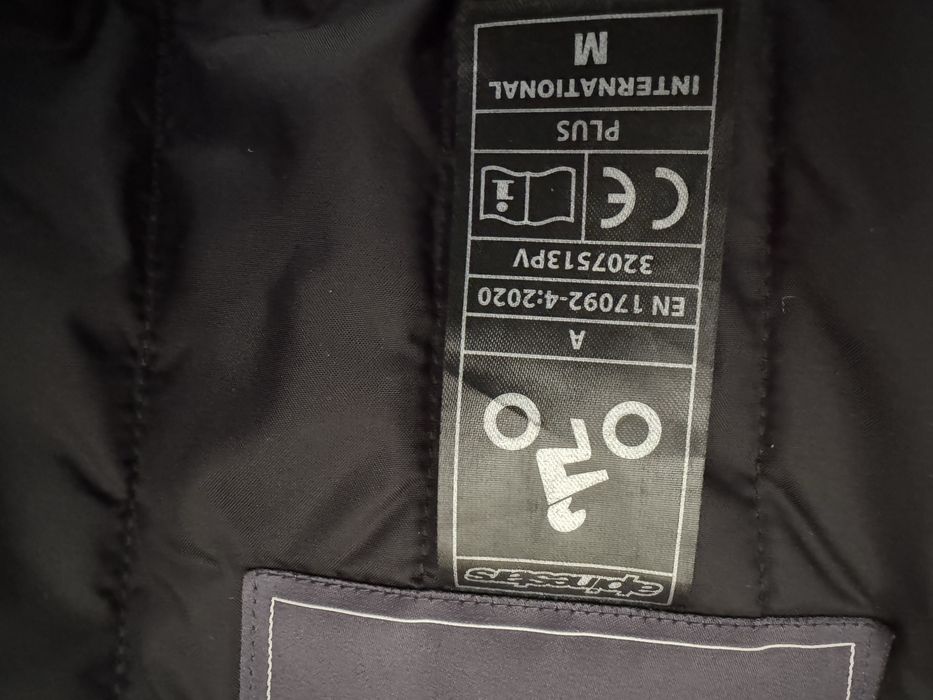 alpinestars
A
EN 17092-4:2020
3207513PV
CE
i
PLUS
INTERNATIONAL
M